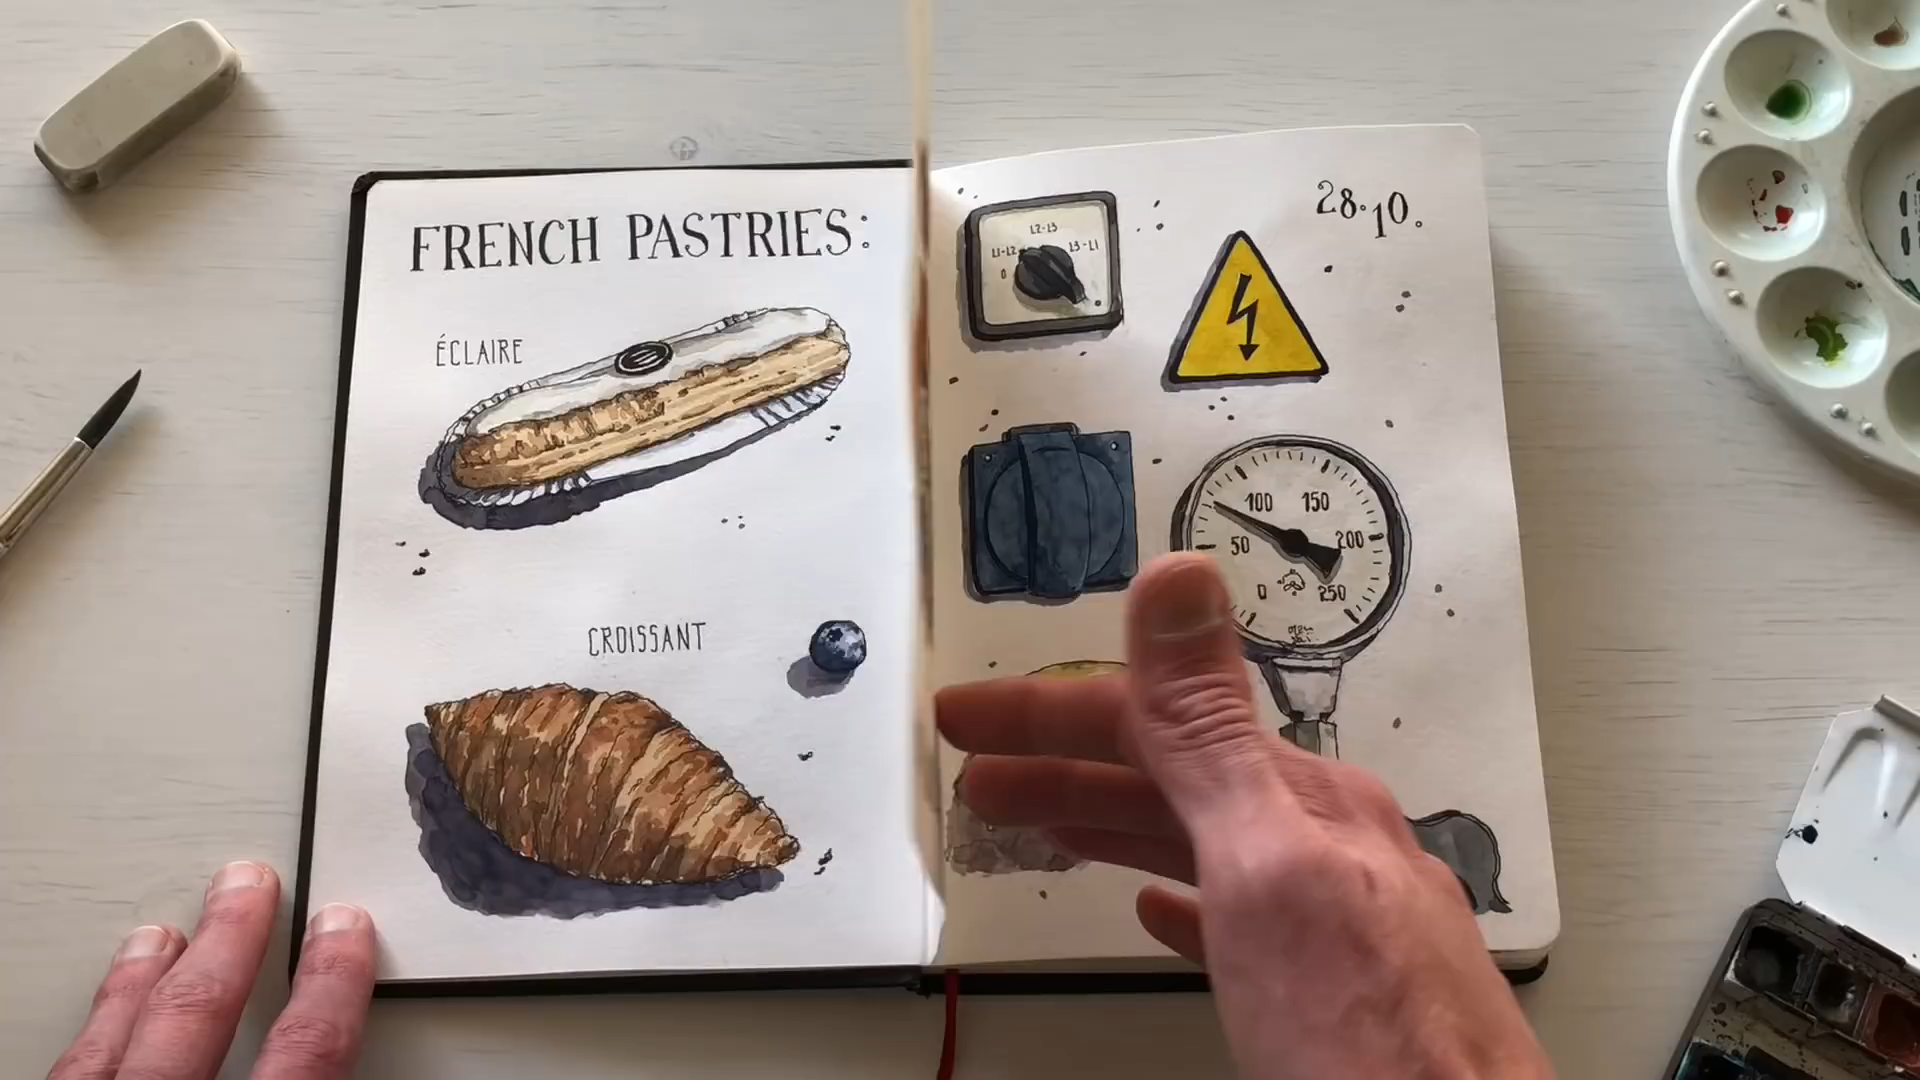 FRENCH PASTRIES:
ÉCLAIRE
CROISSANT
28.10.
L2-L3
L1-L2
L3-L1
0
100
150
50
200
0
250